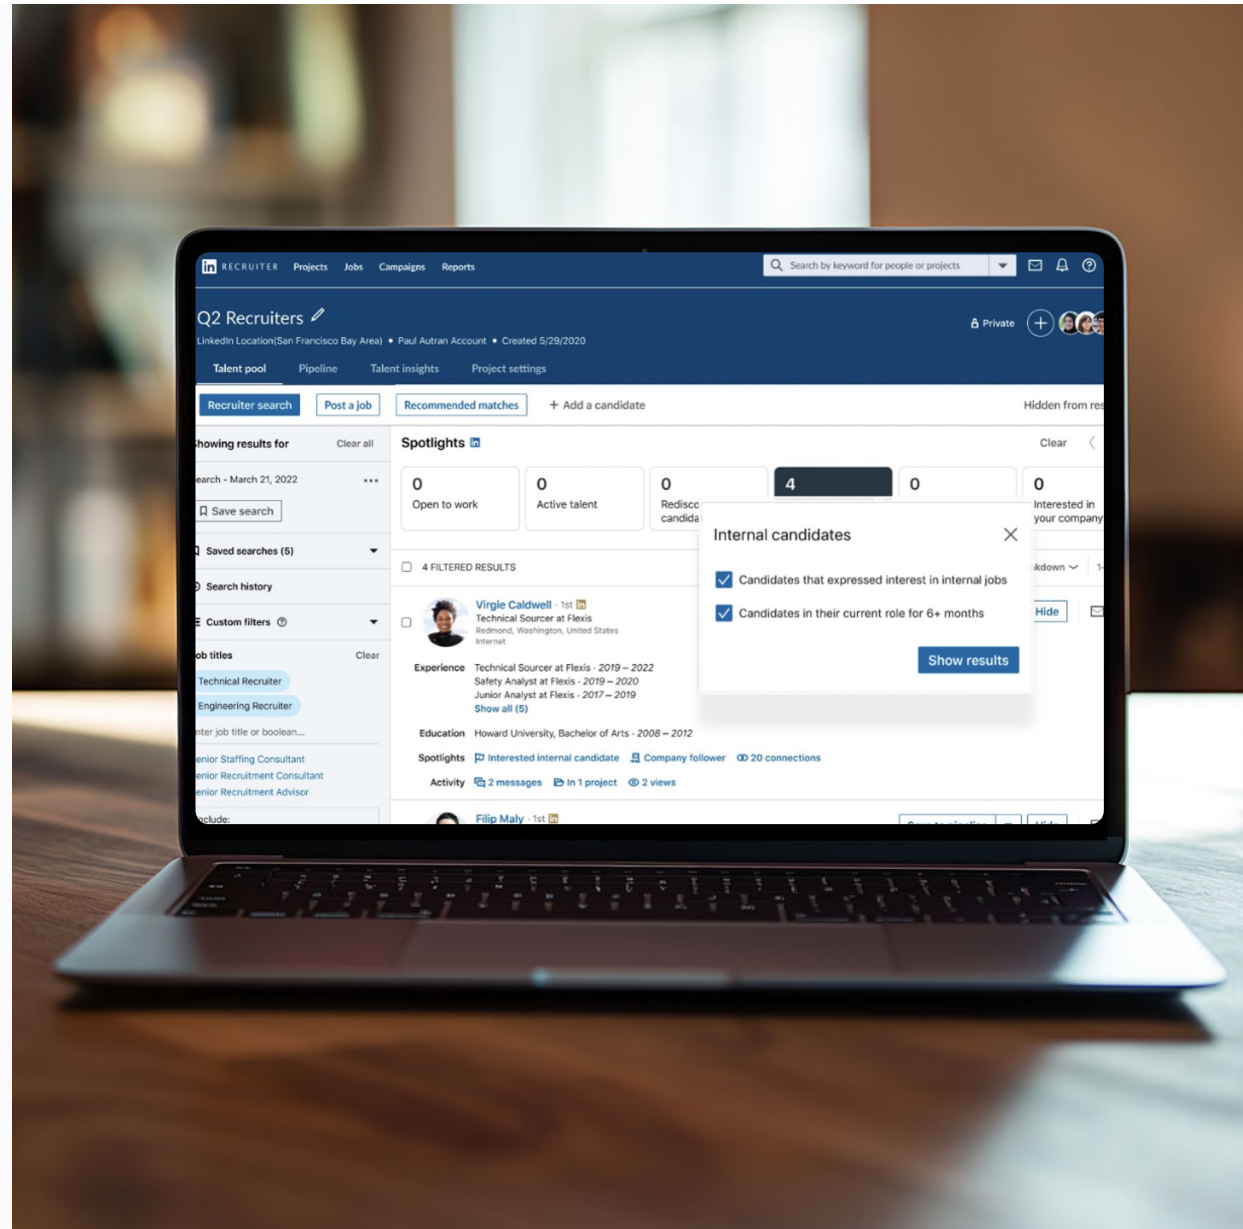 in RECRUITER Projects Jobs Campaigns Reports Search by keyword for people or projects
Q2 Recruiters
LinkedIn Location(San Francisco Bay Area) • Paul Autran Account • Created 5/29/2020
Private
Talent pool Pipeline Talent insights Project settings
Recruiter search Post a job Recommended matches + Add a candidate Hidden from res
howing results for Clear all
earch - March 21, 2022
Save search
Saved searches (5)
Search history
Custom filters
ob titles Clear
Technical Recruiter
Engineering Recruiter
nter job title or boolean...
enior Staffing Consultant
enior Recruitment Consultant
enior Recruitment Advisor
nclude:
Spotlights in Clear
0
Open to work
0
Active talent
0
Redisco
candida
4
0
0
Interested in
your company
Internal candidates
Candidates that expressed interest in internal jobs
Candidates in their current role for 6+ months
Show results
4 FILTERED RESULTS
kdown
1-
Virgie Caldwell · 1st in
Technical Sourcer at Flexis
Redmond, Washington, United States
Internet
Hide
Experience Technical Sourcer at Flexis · 2019 – 2022
Safety Analyst at Flexis · 2019 – 2020
Junior Analyst at Flexis · 2017 – 2019
Show all (5)
Education Howard University, Bachelor of Arts · 2008 – 2012
Spotlights Interested internal candidate Company follower 20 connections
Activity 2 messages In 1 project 2 views
Filip Maly · 1st in
Save to pipeline Hide